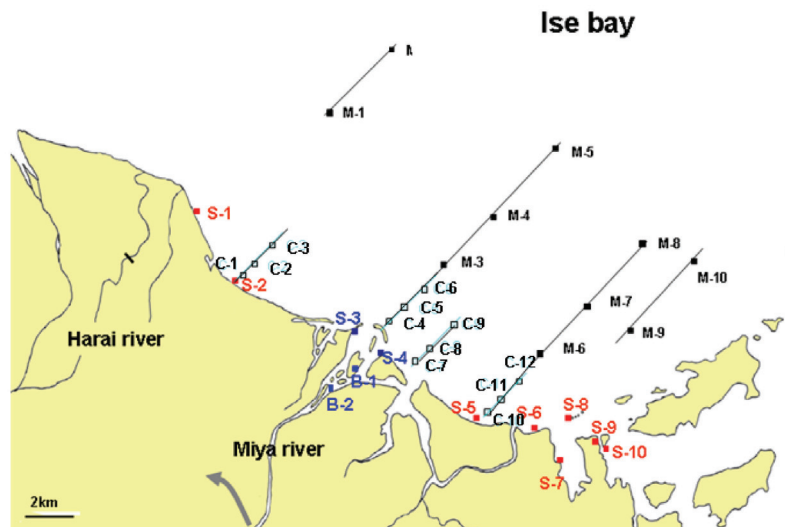 Ise bay
M
M-1
M-5
S-1
M-4
C-3
C-1
C-2
S-2
M-3
M-8
M-10
C-6
C-5
C-4
S-3
C-9
M-7
M-9
Harai river
C-8
S-4
C-7
M-6
B-1
C-12
C-11
B-2
S-5
C-10
S-6
S-8
S-9
S-10
Miya river
S-7
2km